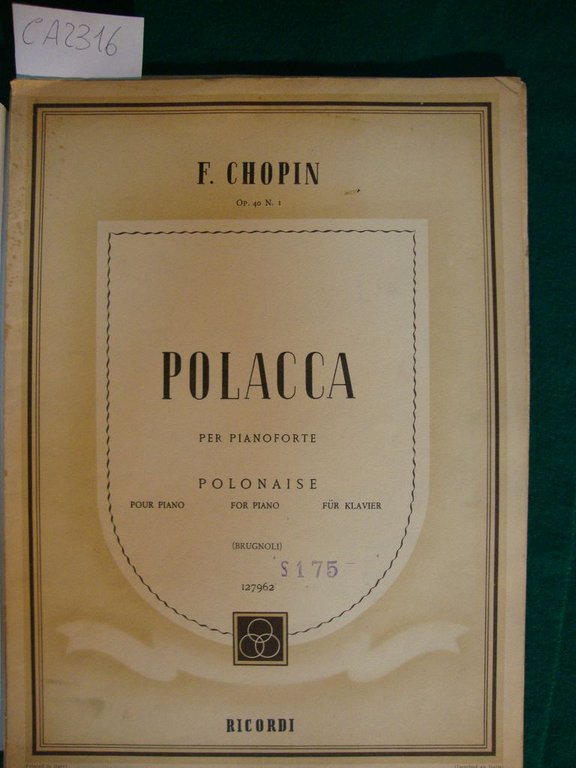 CA2316
F. CHOPIN
Op. 40 N. 1
POLACCA
PER PIANOFORTE
POLONAISE
POUR PIANO FOR PIANO FÜR KLAVIER
(BRUGNOLI)
S175
127962
RICORDI